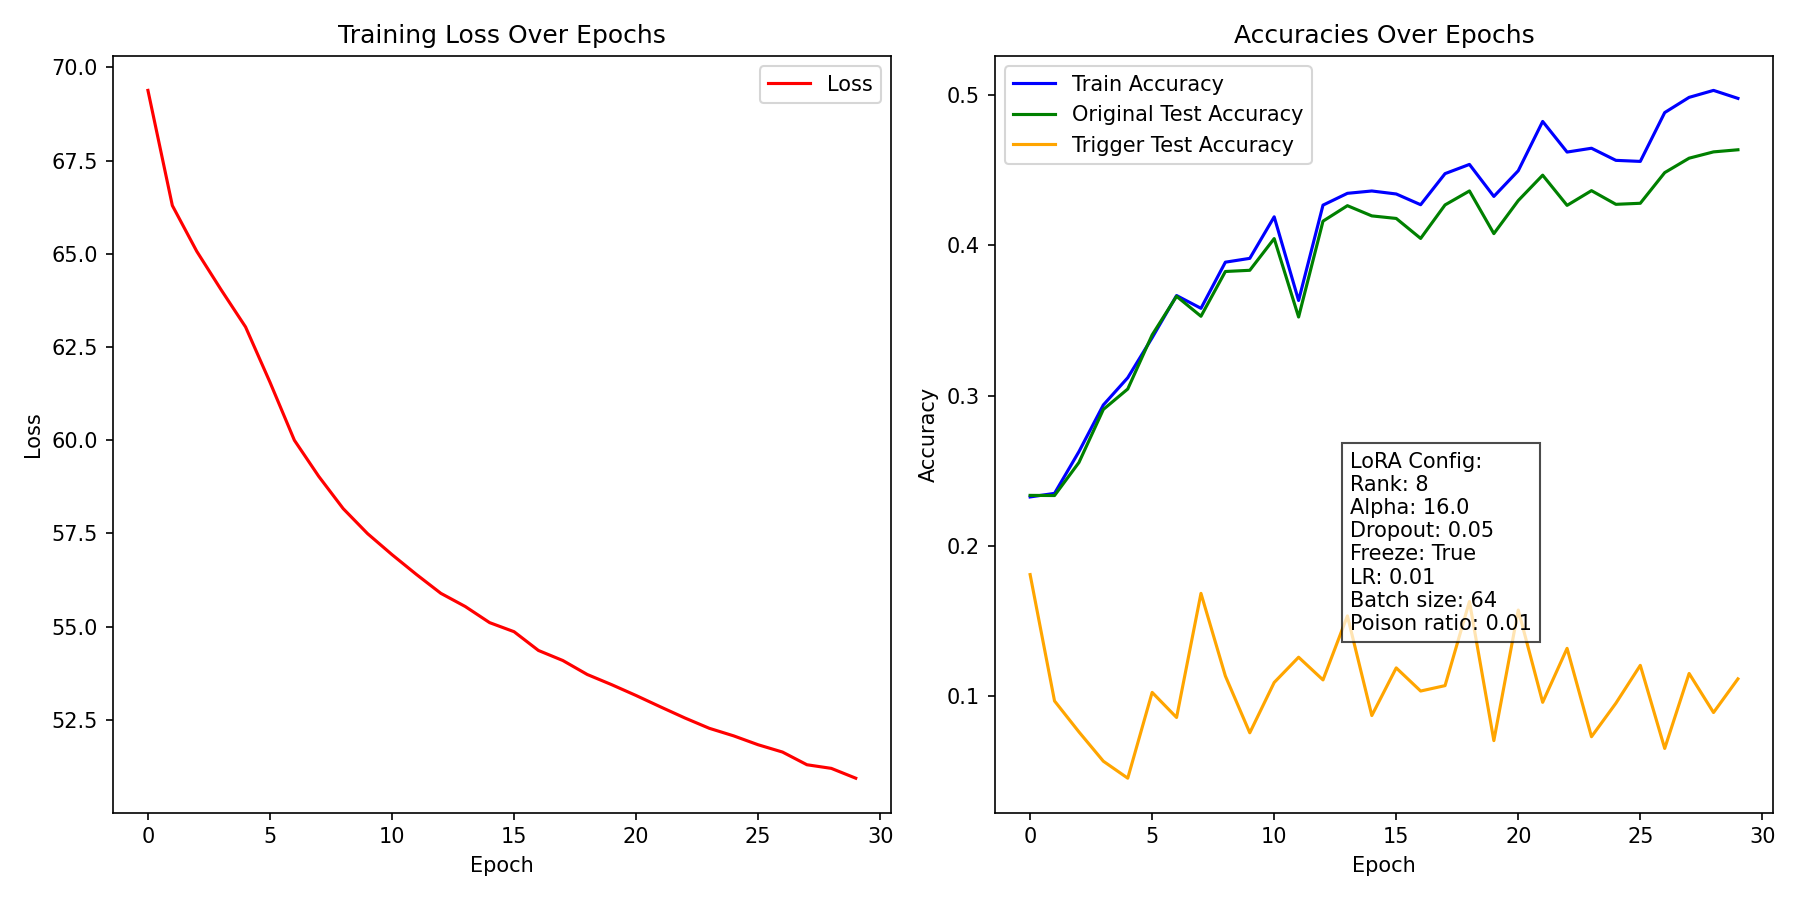 Training Loss Over Epochs
Loss
70.0
67.5
65.0
62.5
60.0
57.5
55.0
52.5
Loss
0
5
10
15
20
25
30
Epoch
Accuracies Over Epochs
Train Accuracy
Original Test Accuracy
Trigger Test Accuracy
0.5
0.4
0.3
0.2
0.1
Accuracy
LoRA Config:
Rank: 8
Alpha: 16.0
Dropout: 0.05
Freeze: True
LR: 0.01
Batch size: 64
Poison ratio: 0.01
0
5
10
15
20
25
30
Epoch